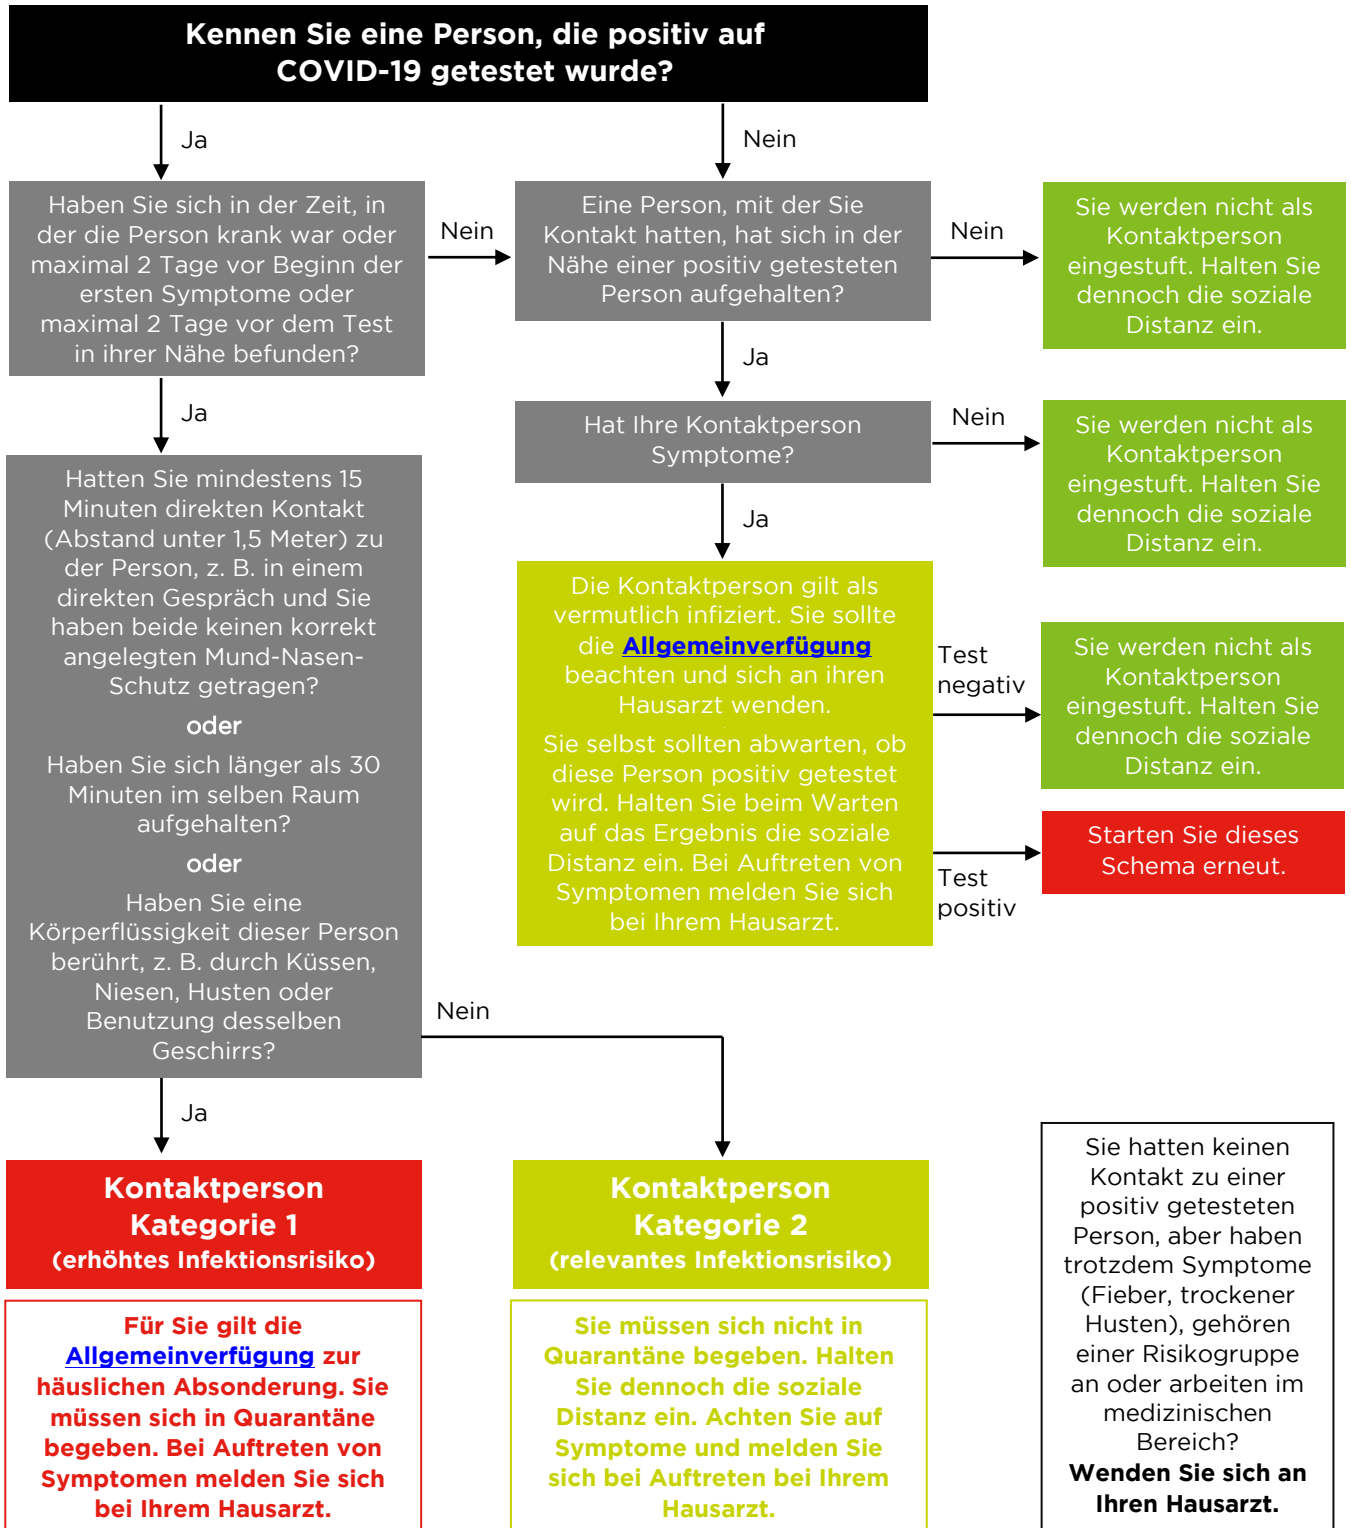 Kennen Sie eine Person, die positiv auf
COVID-19 getestet wurde?
Ja
Nein
Haben Sie sich in der Zeit, in
der die Person krank war oder
maximal 2 Tage vor Beginn der
ersten Symptome oder
maximal 2 Tage vor dem Test
in ihrer Nähe befunden?
Nein
Eine Person, mit der Sie
Kontakt hatten, hat sich in der
Nähe einer positiv getesteten
Person aufgehalten?
Nein
Sie werden nicht als
Kontaktperson
eingestuft. Halten Sie
dennoch die soziale
Distanz ein.
Ja
Ja
Hat Ihre Kontaktperson
Symptome?
Nein
Sie werden nicht als
Kontaktperson
eingestuft. Halten Sie
dennoch die soziale
Distanz ein.
Ja
Hatten Sie mindestens 15
Minuten direkten Kontakt
(Abstand unter 1,5 Meter) zu
der Person, z. B. in einem
direkten Gespräch und Sie
haben beide keinen korrekt
angelegten Mund-Nasen-
Schutz getragen?
oder
Haben Sie sich länger als 30
Minuten im selben Raum
aufgehalten?
oder
Haben Sie eine
Körperflüssigkeit dieser Person
berührt, z. B. durch Küssen,
Niesen, Husten oder
Benutzung desselben
Geschirrs?
Die Kontaktperson gilt als
vermutlich infiziert. Sie sollte
die Allgemeinverfügung
beachten und sich an ihren
Hausarzt wenden.
Sie selbst sollten abwarten, ob
diese Person positiv getestet
wird. Halten Sie beim Warten
auf das Ergebnis die soziale
Distanz ein. Bei Auftreten von
Symptomen melden Sie sich
bei Ihrem Hausarzt.
Test
negativ
Sie werden nicht als
Kontaktperson
eingestuft. Halten Sie
dennoch die soziale
Distanz ein.
Test
positiv
Starten Sie dieses
Schema erneut.
Nein
Ja
Kontaktperson
Kategorie 1
(erhöhtes Infektionsrisiko)
Für Sie gilt die
Allgemeinverfügung zur
häuslichen Absonderung. Sie
müssen sich in Quarantäne
begeben. Bei Auftreten von
Symptomen melden Sie sich
bei Ihrem Hausarzt.
Kontaktperson
Kategorie 2
(relevantes Infektionsrisiko)
Sie müssen sich nicht in
Quarantäne begeben. Halten
Sie dennoch die soziale
Distanz ein. Achten Sie auf
Symptome und melden Sie
sich bei Auftreten bei Ihrem
Hausarzt.
Sie hatten keinen
Kontakt zu einer
positiv getesteten
Person, aber haben
trotzdem Symptome
(Fieber, trockener
Husten), gehören
einer Risikogruppe
an oder arbeiten im
medizinischen
Bereich?
Wenden Sie sich an
Ihren Hausarzt.